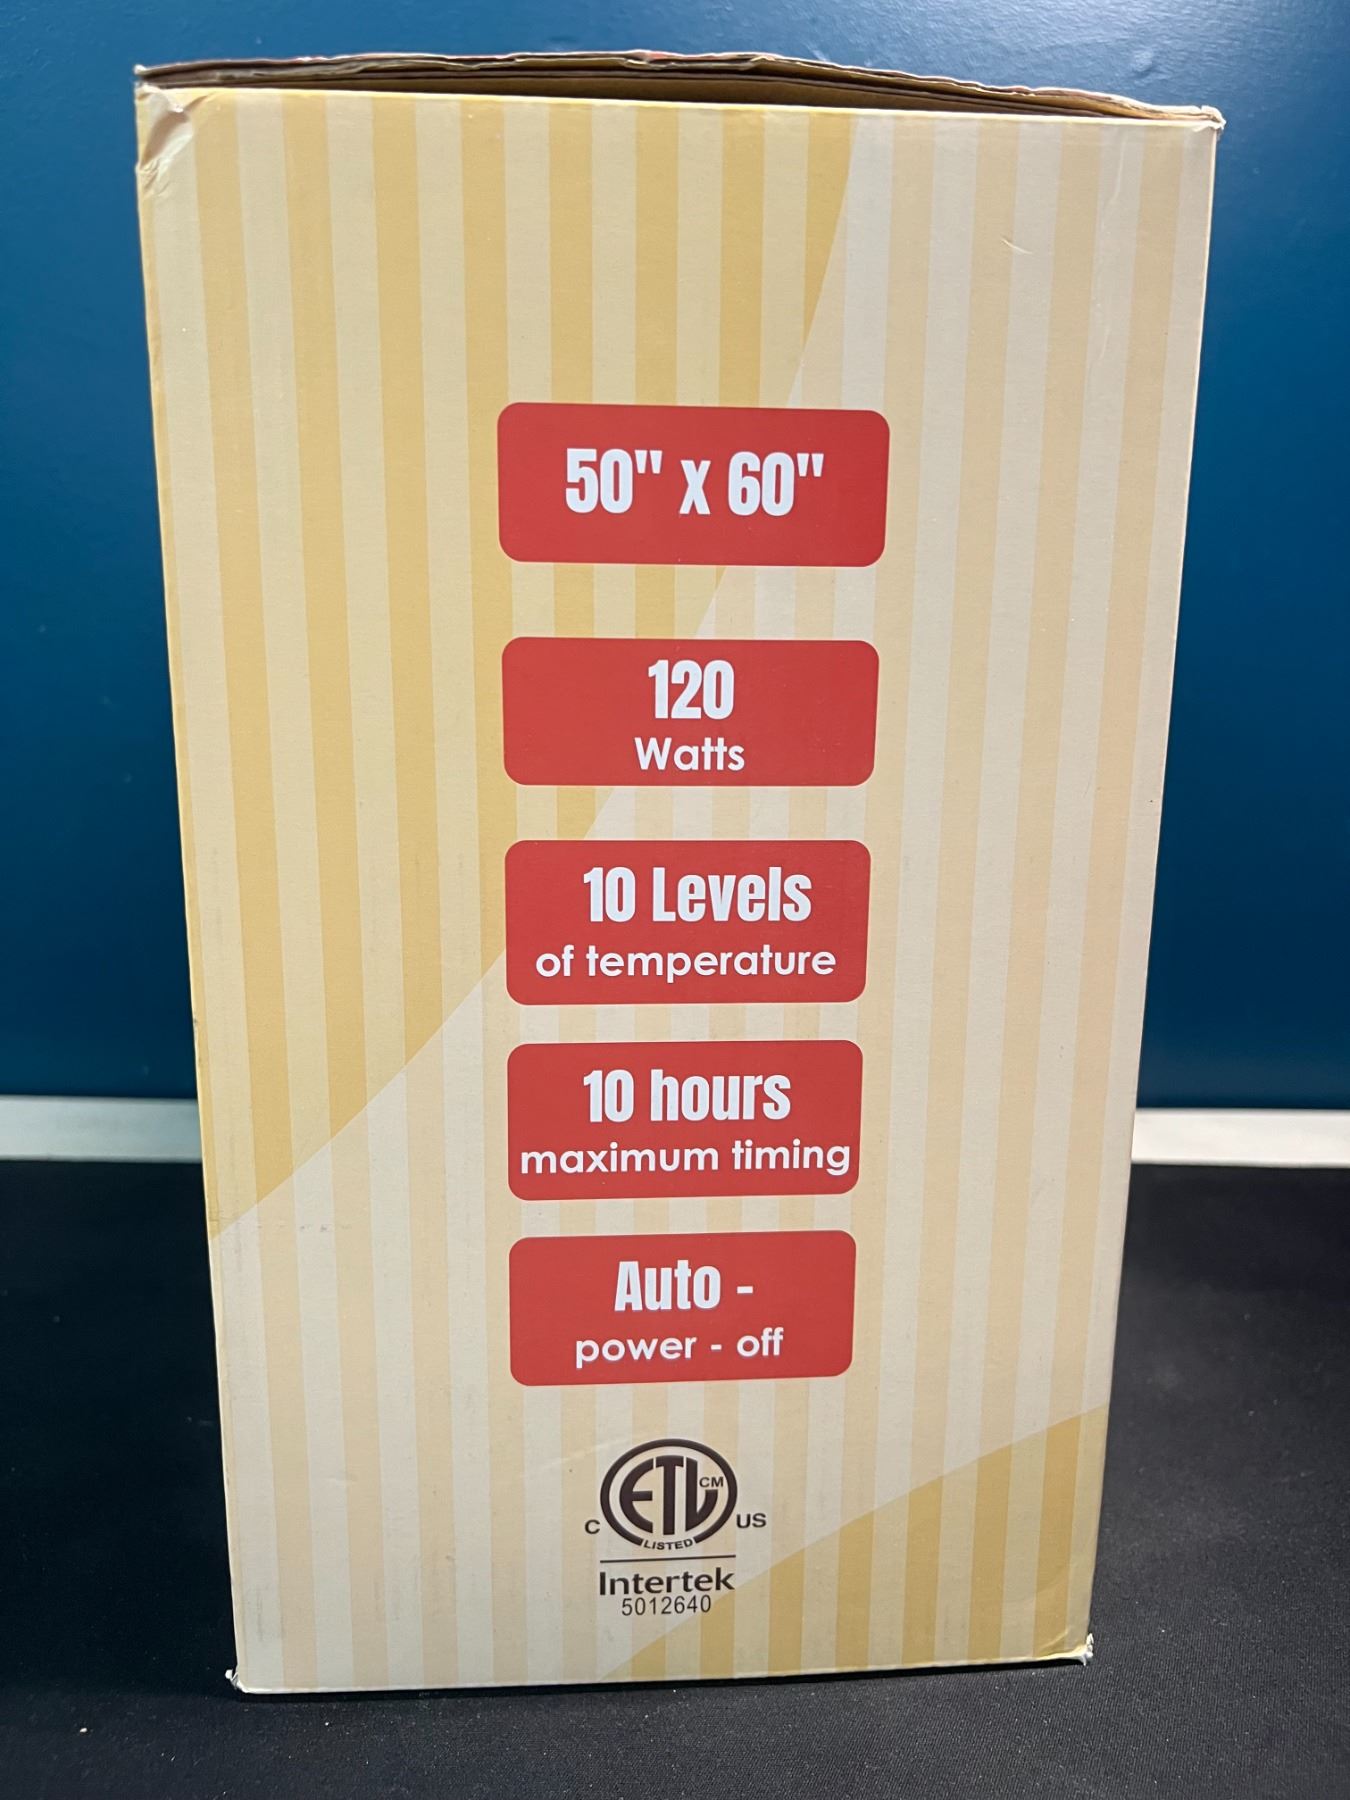 50" x 60"
120
Watts
10 Levels
of temperature
10 hours
maximum timing
Auto -
power - off
ETL CM
C US
LISTED
Intertek
5012640